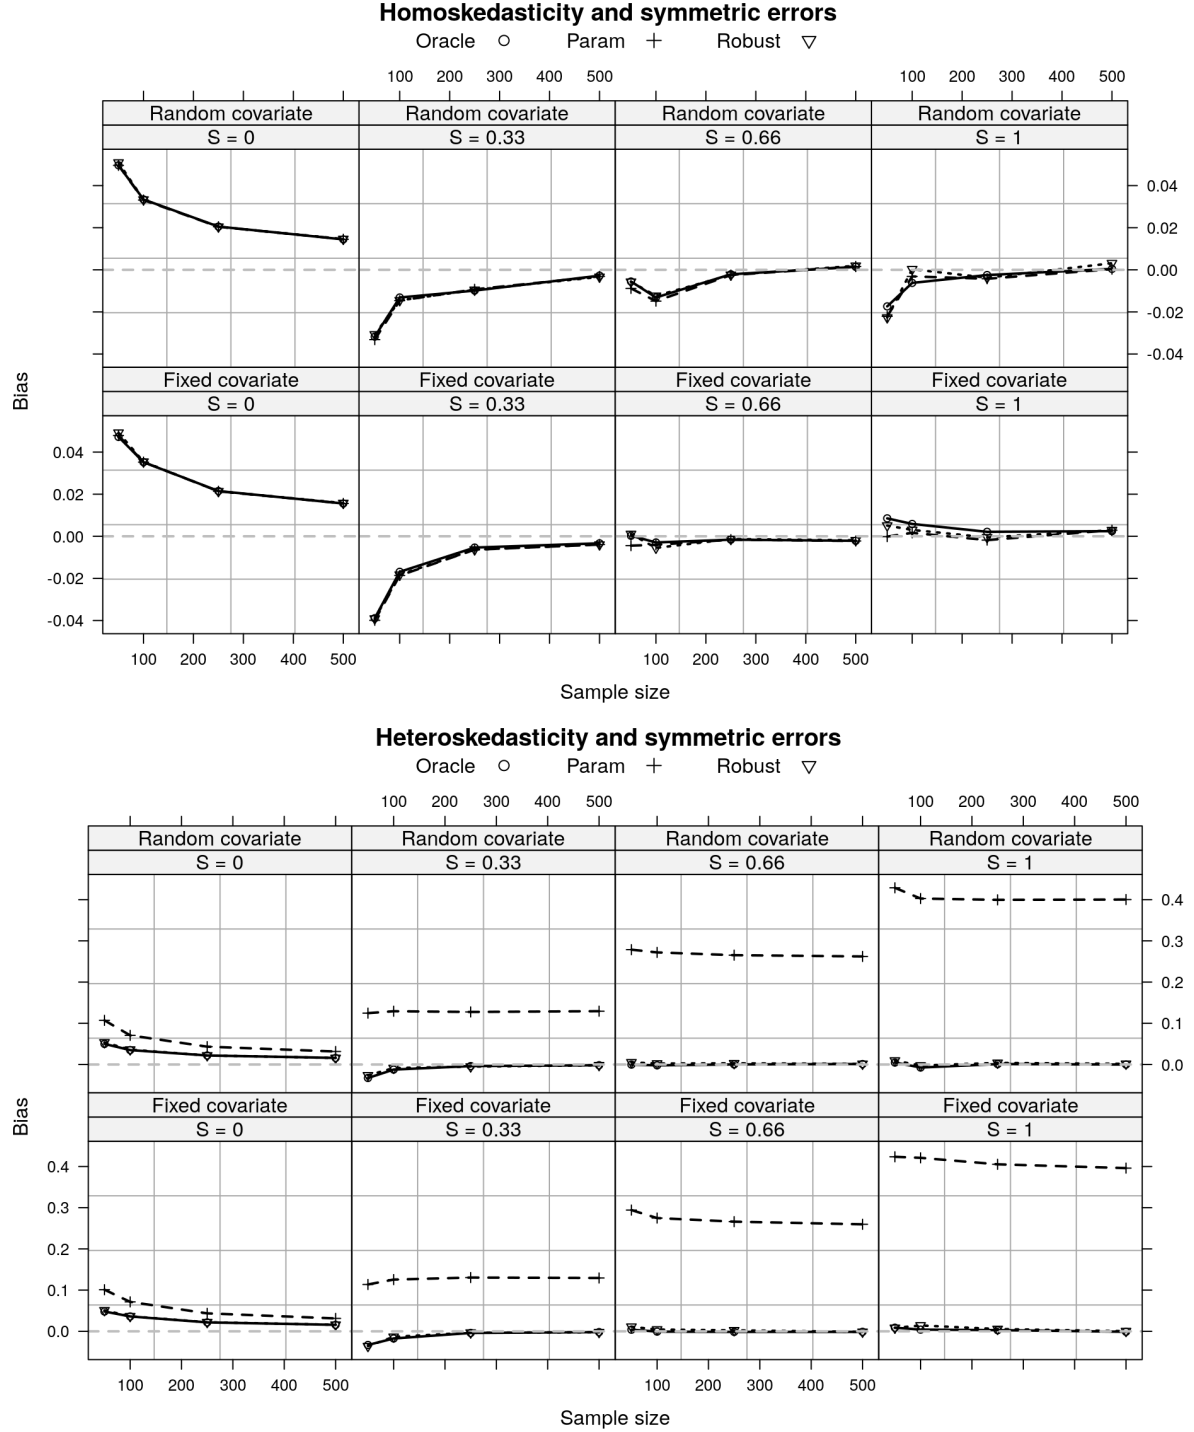 Homoskedasticity and symmetric errors
Oracle Param Robust
100 200 300 400 500 100 200 300 400 500
Random covariate Random covariate Random covariate Random covariate
S = 0 S = 0.33 S = 0.66 S = 1
0.04
0.02
0.00
-0.02
-0.04
Bias
Fixed covariate Fixed covariate Fixed covariate Fixed covariate
S = 0 S = 0.33 S = 0.66 S = 1
0.04
0.02
0.00
-0.02
-0.04
100 200 300 400 500 100 200 300 400 500
Sample size
Heteroskedasticity and symmetric errors
Oracle Param Robust
100 200 300 400 500 100 200 300 400 500
Random covariate Random covariate Random covariate Random covariate
S = 0 S = 0.33 S = 0.66 S = 1
0.4
0.3
0.2
0.1
0.0
Bias
Fixed covariate Fixed covariate Fixed covariate Fixed covariate
S = 0 S = 0.33 S = 0.66 S = 1
0.4
0.3
0.2
0.1
0.0
100 200 300 400 500 100 200 300 400 500
Sample size